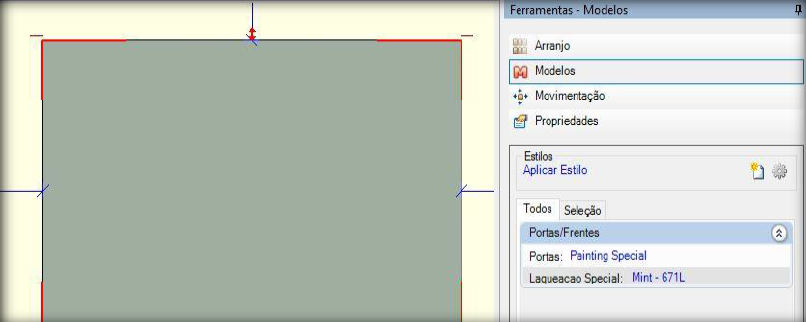 Ferramentas - Modelos
Arranjo
Modelos
Movimentação
Propriedades
Estilos
Aplicar Estilo
Todos
Seleção
Portas/Frentes
Portas: Painting Special
Laqueacao Special: Mint - 671L